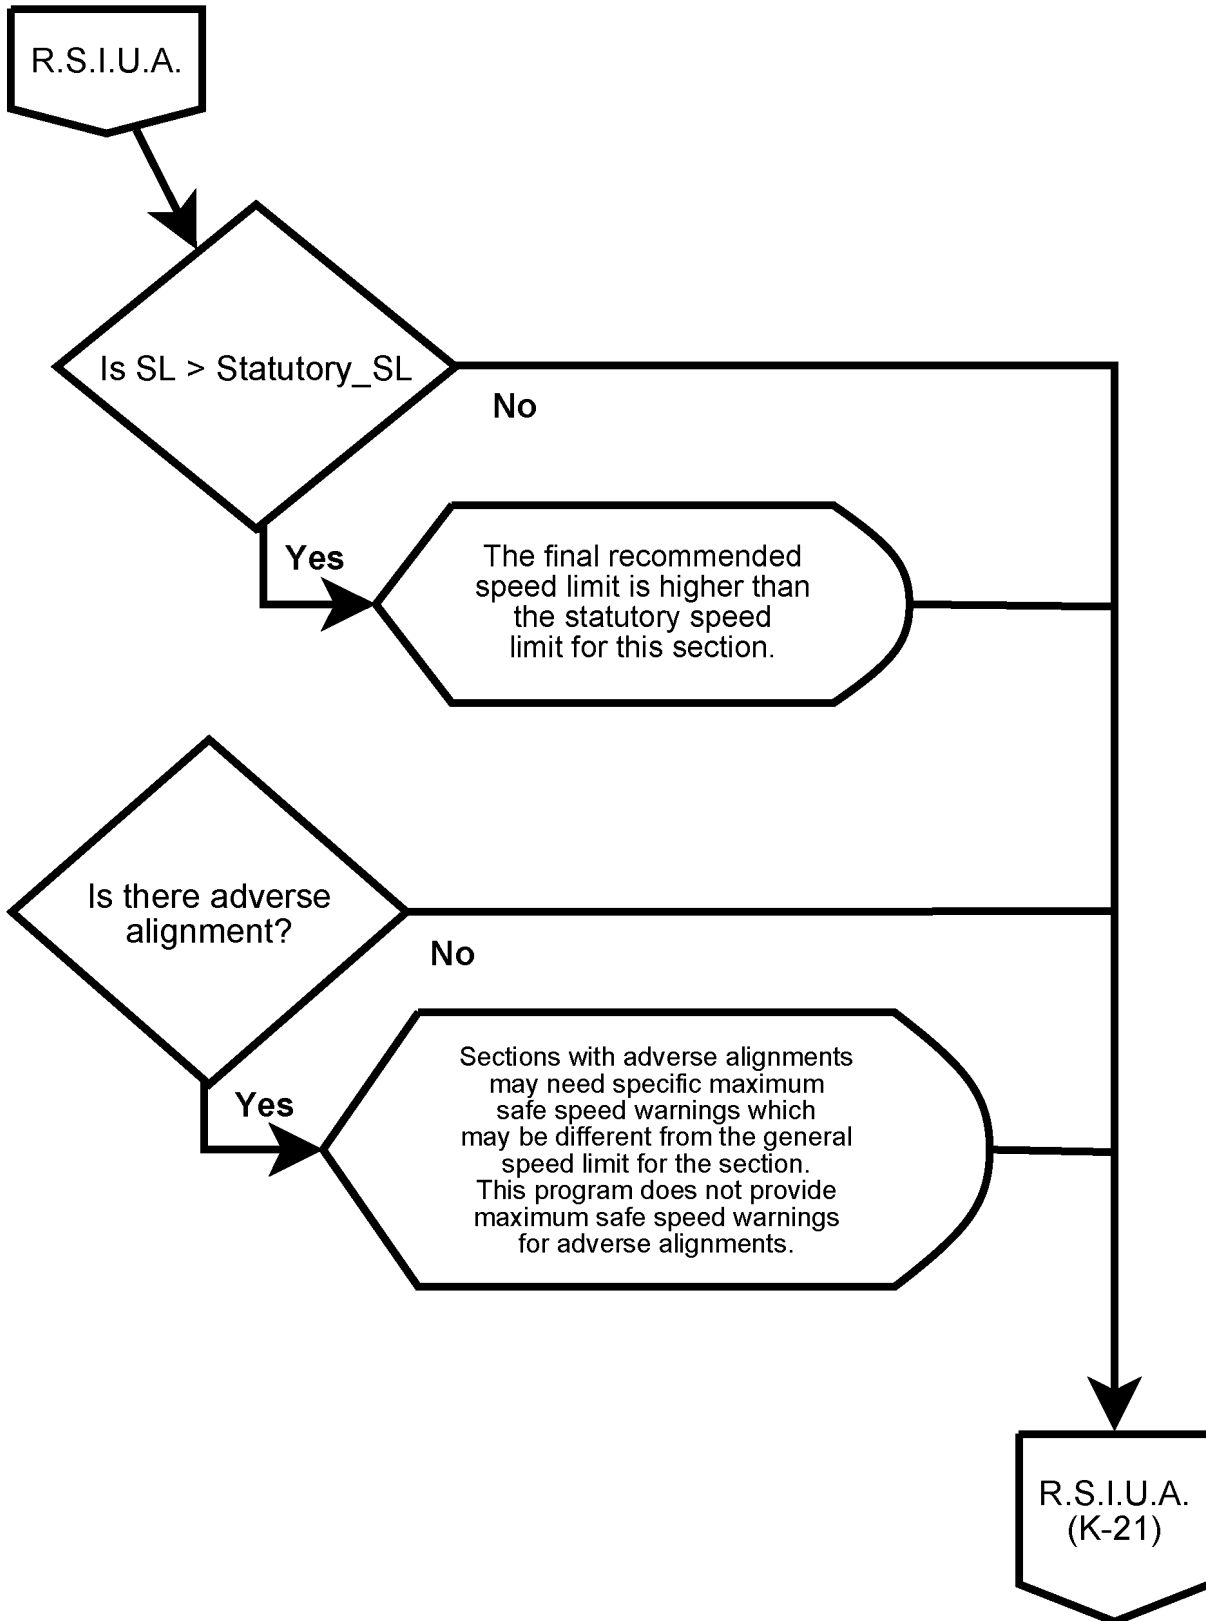 R.S.I.U.A.
Is SL > Statutory_SL
No
Yes
The final recommended
speed limit is higher than
the statutory speed
limit for this section.
Is there adverse
alignment?
No
Yes
Sections with adverse alignments
may need specific maximum
safe speed warnings which
may be different from the general
speed limit for the section.
This program does not provide
maximum safe speed warnings
for adverse alignments.
R.S.I.U.A.
(K-21)